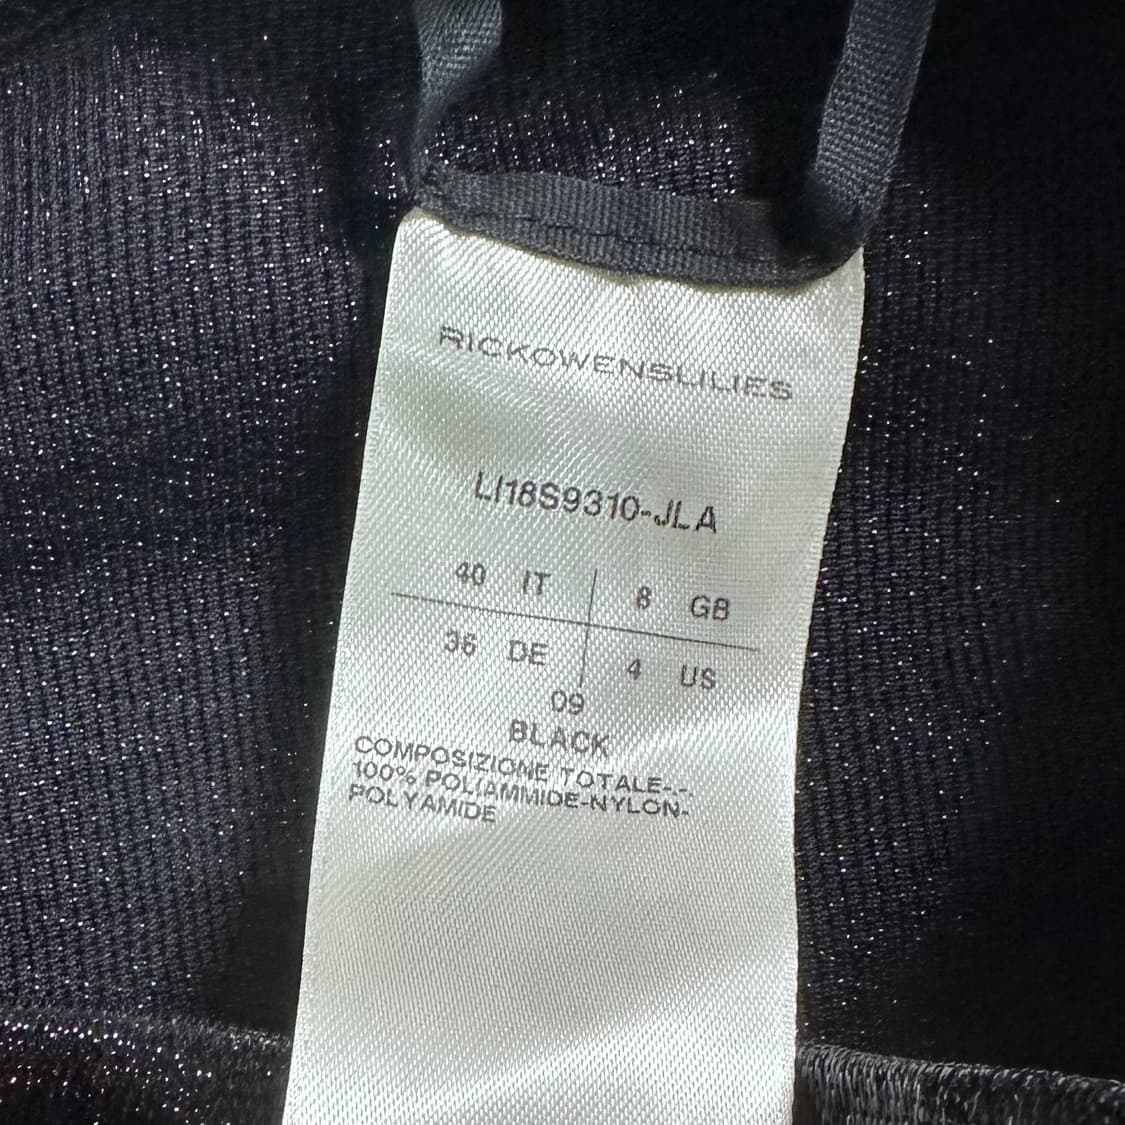 RICKOWENSLILIES
LI18S9310-JLA
40 IT 8 GB
36 DE 4 US
09
BLACK
COMPOSIZIONE TOTALE-.-.
100% POLIAMMIDE-NYLON-
POLYAMIDE